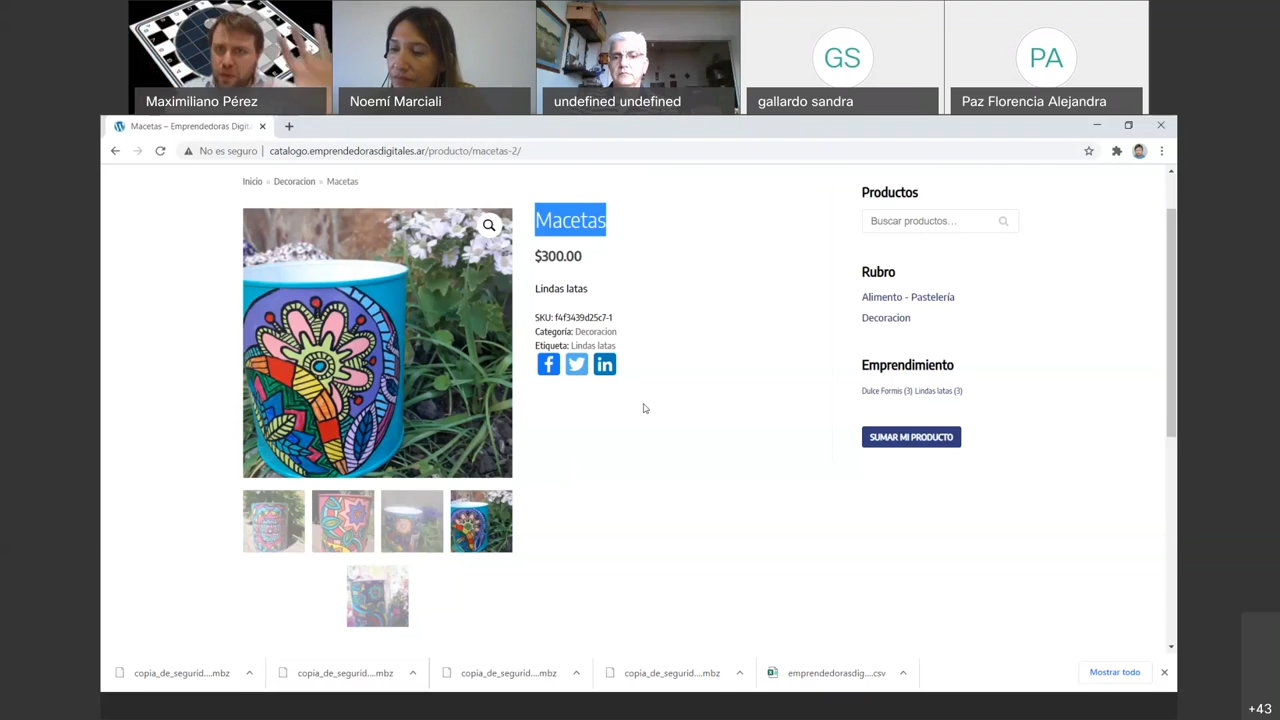 GS
PA
Maximiliano Pérez
Noemí Marciali
undefined undefined
gallardo sandra
Paz Florencia Alejandra
Macetas – Emprendedoras Digita
No es seguro
catalogo.emprendedorasdigitales.ar/producto/macetas-2/
Inicio » Decoracion » Macetas
Macetas
$300.00
Lindas latas
SKU: f4f3439d25c7-1
Categoría: Decoracion
Etiqueta: Lindas latas
Productos
Buscar productos…
Rubro
Alimento - Pastelería
Decoracion
Emprendimiento
Dulce Formis (3) Lindas latas (3)
SUMAR MI PRODUCTO
copia_de_segurid....mbz
copia_de_segurid....mbz
copia_de_segurid....mbz
copia_de_segurid....mbz
emprendedorasdig....csv
Mostrar todo
+43